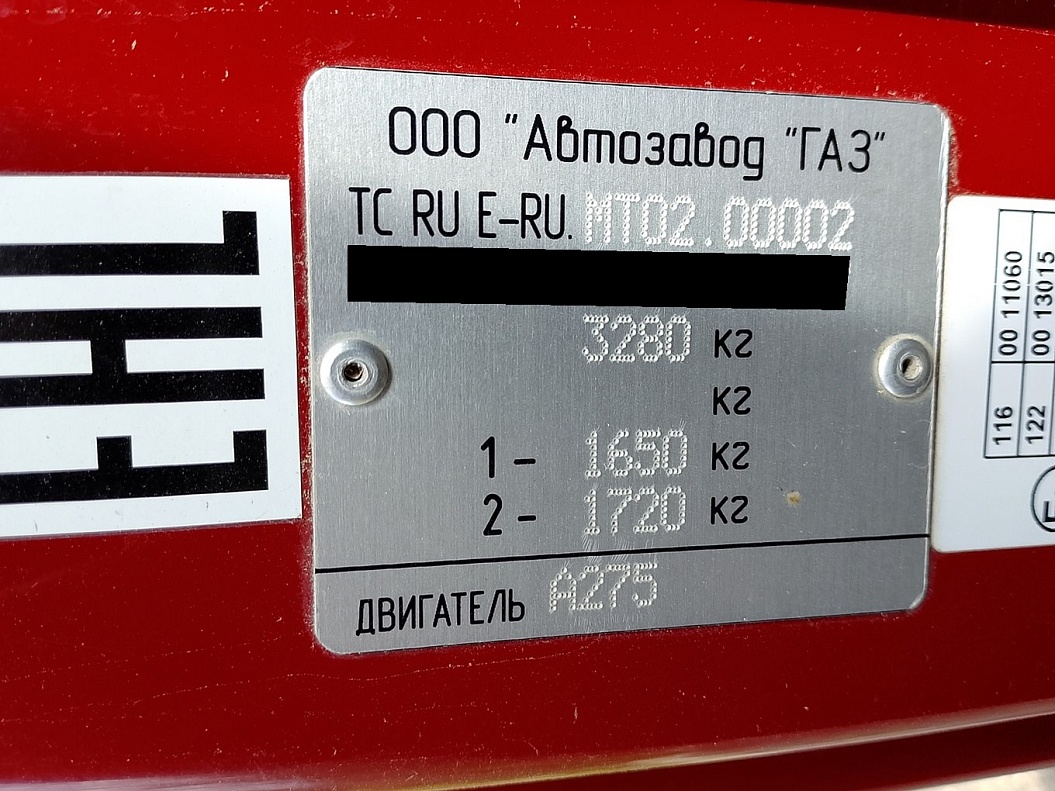 ООО "Автозавод "ГАЗ"
ТС RU Е-RU. МТ02.00002
3280 кг
кг
1 – 1650 кг
2 – 1720 кг
ДВИГАТЕЛЬ А275
EAC
116 00 11060
122 00 13015
E